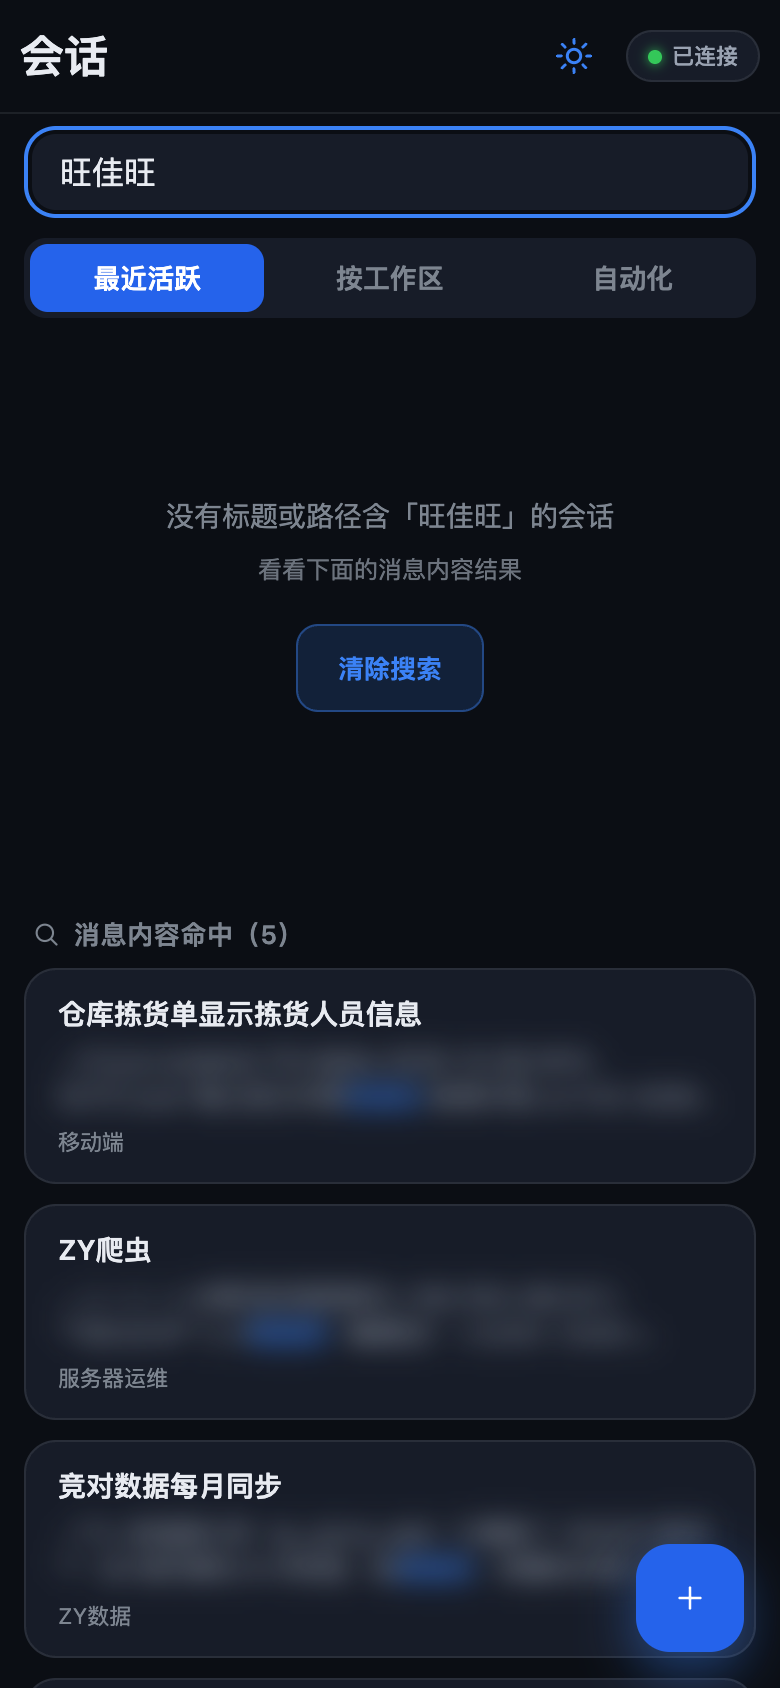 会话
已连接
旺佳旺
最近活跃
按工作区
自动化
没有标题或路径含「旺佳旺」的会话
看看下面的消息内容结果
清除搜索
消息内容命中（5）
仓库拣货单显示拣货人员信息
移动端
ZY爬虫
服务器运维
竞对数据每月同步
ZY数据
+